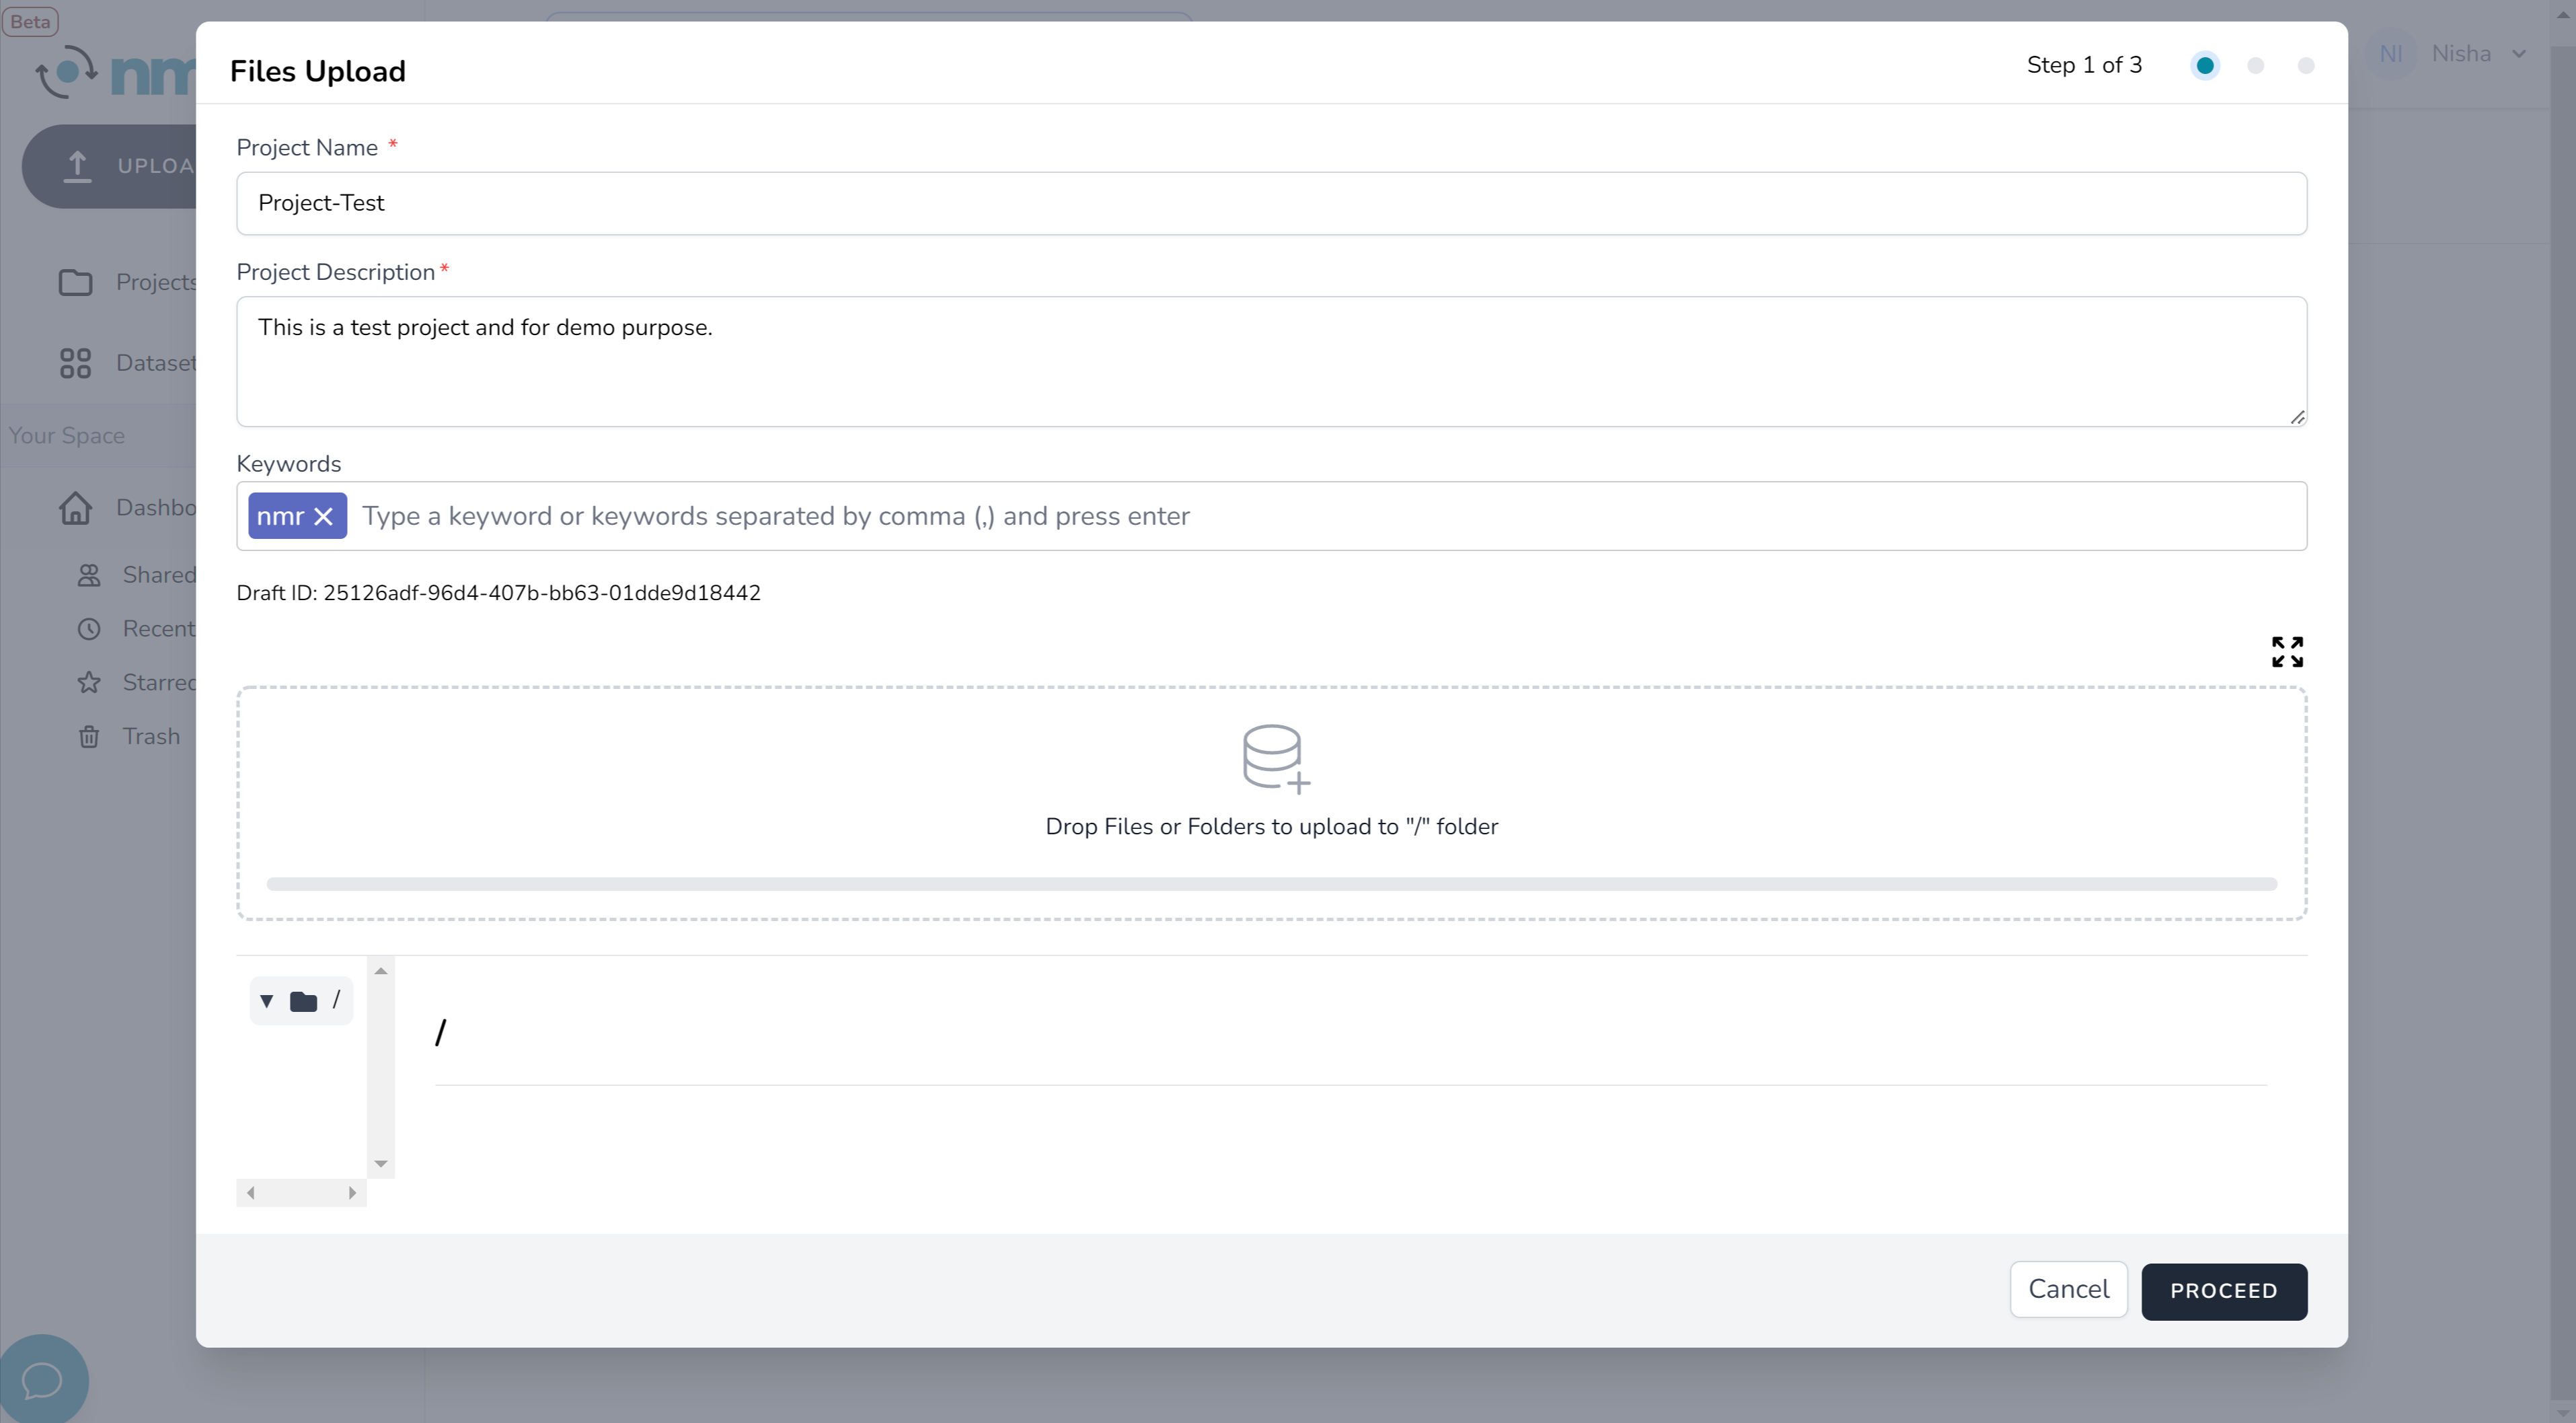 Beta
nm
UPLOA
Projects
Dataset
Your Space
Dashbo
Shared
Recent
Starred
Trash
Files Upload
Step 1 of 3
NI Nisha
Project Name *
Project-Test
Project Description *
This is a test project and for demo purpose.
Keywords
nmr Type a keyword or keywords separated by comma (,) and press enter
Draft ID: 25126adf-96d4-407b-bb63-01dde9d18442
Drop Files or Folders to upload to "/" folder
/
/
Cancel
PROCEED